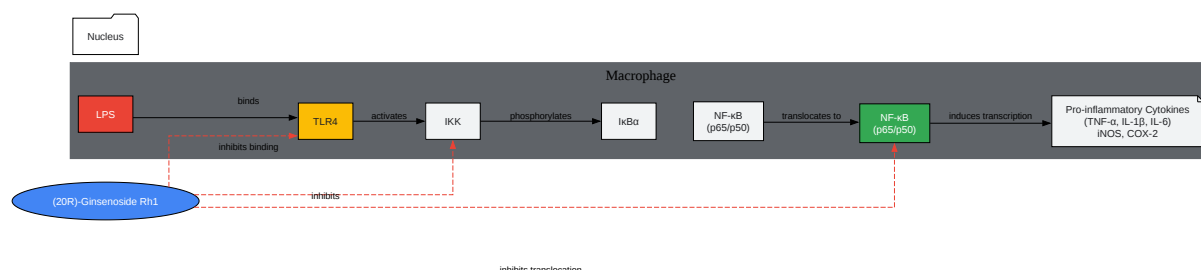 Nucleus
Macrophage
LPS
binds
TLR4
activates
IKK
phosphorylates
IκBα
NF-κB
(p65/p50)
translocates to
NF-κB
(p65/p50)
induces transcription
Pro-inflammatory Cytokines
(TNF-α, IL-1β, IL-6)
iNOS, COX-2
inhibits binding
(20R)-Ginsenoside Rh1
inhibits
inhibits translocation